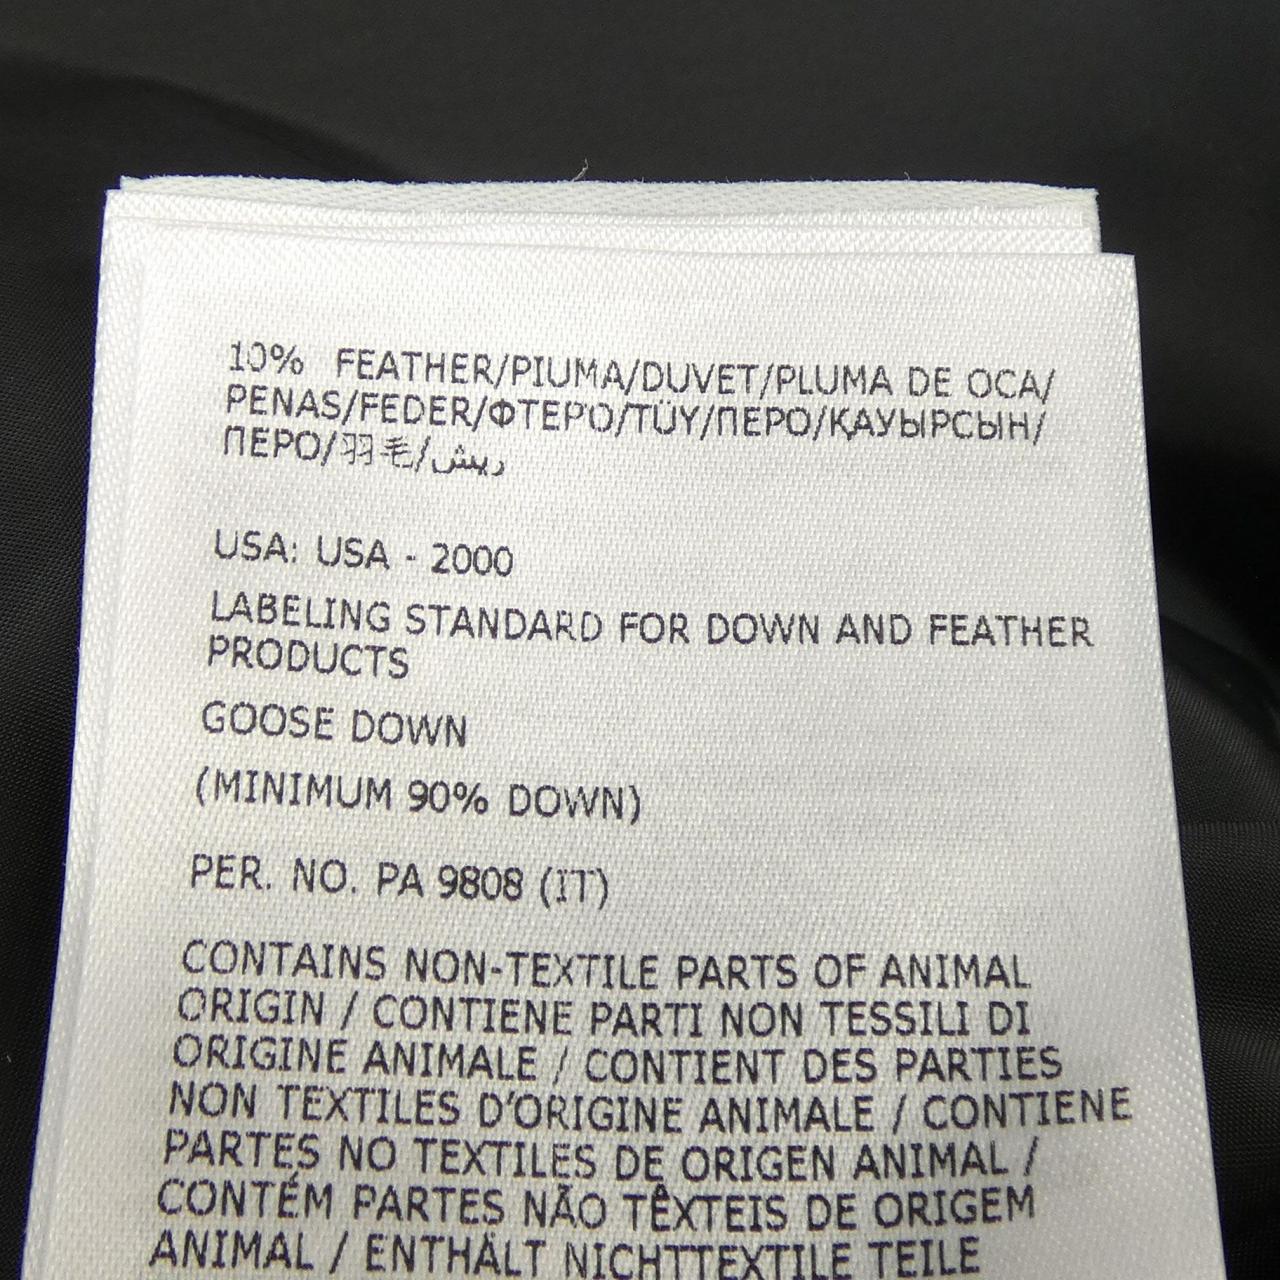 10% FEATHER/PIUMA/DUVET/PLUMA DE OCA/
PENAS/FEDER/ΦΤΕΡΌ/TÜY/ПЕРО/ҚАУЫРСЫН/
ПЕРО/羽毛/ريش
USA: USA - 2000
LABELING STANDARD FOR DOWN AND FEATHER
PRODUCTS
GOOSE DOWN
(MINIMUM 90% DOWN)
PER. NO. PA 9808 (IT)
CONTAINS NON-TEXTILE PARTS OF ANIMAL
ORIGIN / CONTIENE PARTI NON TESSILI DI
ORIGINE ANIMALE / CONTIENT DES PARTIES
NON TEXTILES D'ORIGINE ANIMALE / CONTIENE
PARTES NO TEXTILES DE ORIGEN ANIMAL /
CONTÉM PARTES NÃO TÊXTEIS DE ORIGEM
ANIMAL / ENTHÄLT NICHTTEXTILE TEILE